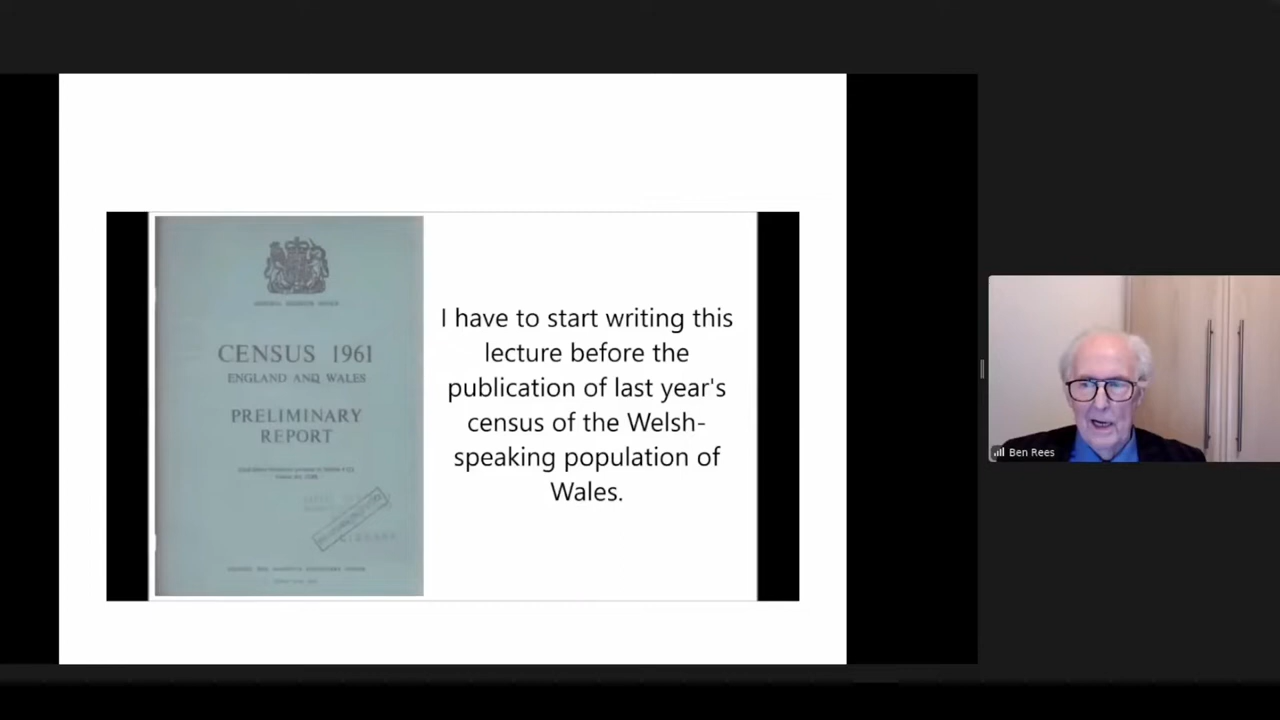 CENSUS 1961
ENGLAND AND WALES
PRELIMINARY
REPORT
I have to start writing this
lecture before the
publication of last year's
census of the Welsh-
speaking population of
Wales.
Ben Rees